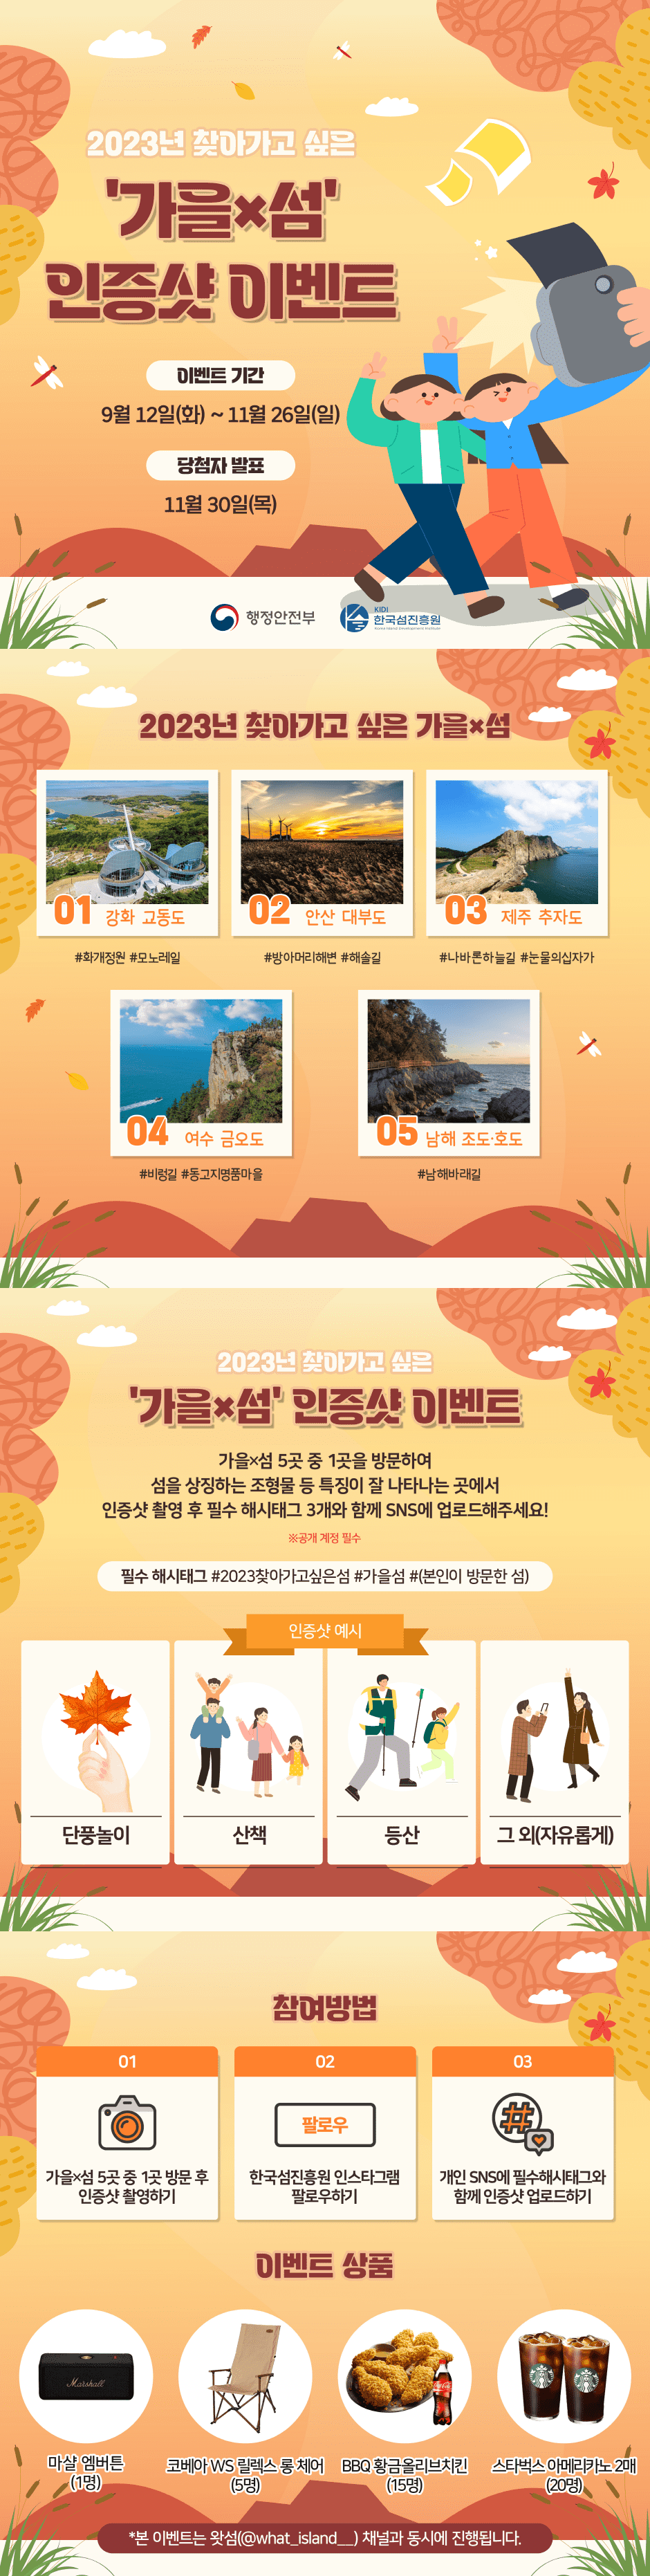 2023년 찾아가고 싶은
'가을×섬'
인증샷 이벤트
이벤트 기간
9월 12일(화) ~ 11월 26일(일)
당첨자 발표
11월 30일(목)
행정안전부
KIDI
한국섬진흥원
2023년 찾아가고 싶은 가을×섬
01 강화 교동도
02 안산 대부도
03 제주 추자도
#화개정원 #모노레일
#방아머리해변 #해솔길
#나바론하늘길 #눈물의십자가
04 여수 금오도
05 남해 조도·호도
#비렁길 #동고지명품마을
#남해바래길
2023년 찾아가고 싶은
'가을×섬' 인증샷 이벤트
가을×섬 5곳 중 1곳을 방문하여
섬을 상징하는 조형물 등 특징이 잘 나타나는 곳에서
인증샷 촬영 후 필수 해시태그 3개와 함께 SNS에 업로드해주세요!
※공개 계정 필수
필수 해시태그 #2023찾아가고싶은섬 #가을섬 #(본인이 방문한 섬)
인증샷 예시
단풍놀이
산책
등산
그 외(자유롭게)
참여방법
01
02
03
팔로우
#
가을×섬 5곳 중 1곳 방문 후
인증샷 촬영하기
한국섬진흥원 인스타그램
팔로우하기
개인 SNS에 필수해시태그와
함께 인증샷 업로드하기
이벤트 상품
Marshall
Coca-Cola
마샬 엠버튼
(1명)
코베아 WS 릴렉스 롱 체어
(5명)
BBQ 황금올리브치킨
(15명)
스타벅스 아메리카노 2매
(20명)
*본 이벤트는 왓섬(@what_island__) 채널과 동시에 진행됩니다.